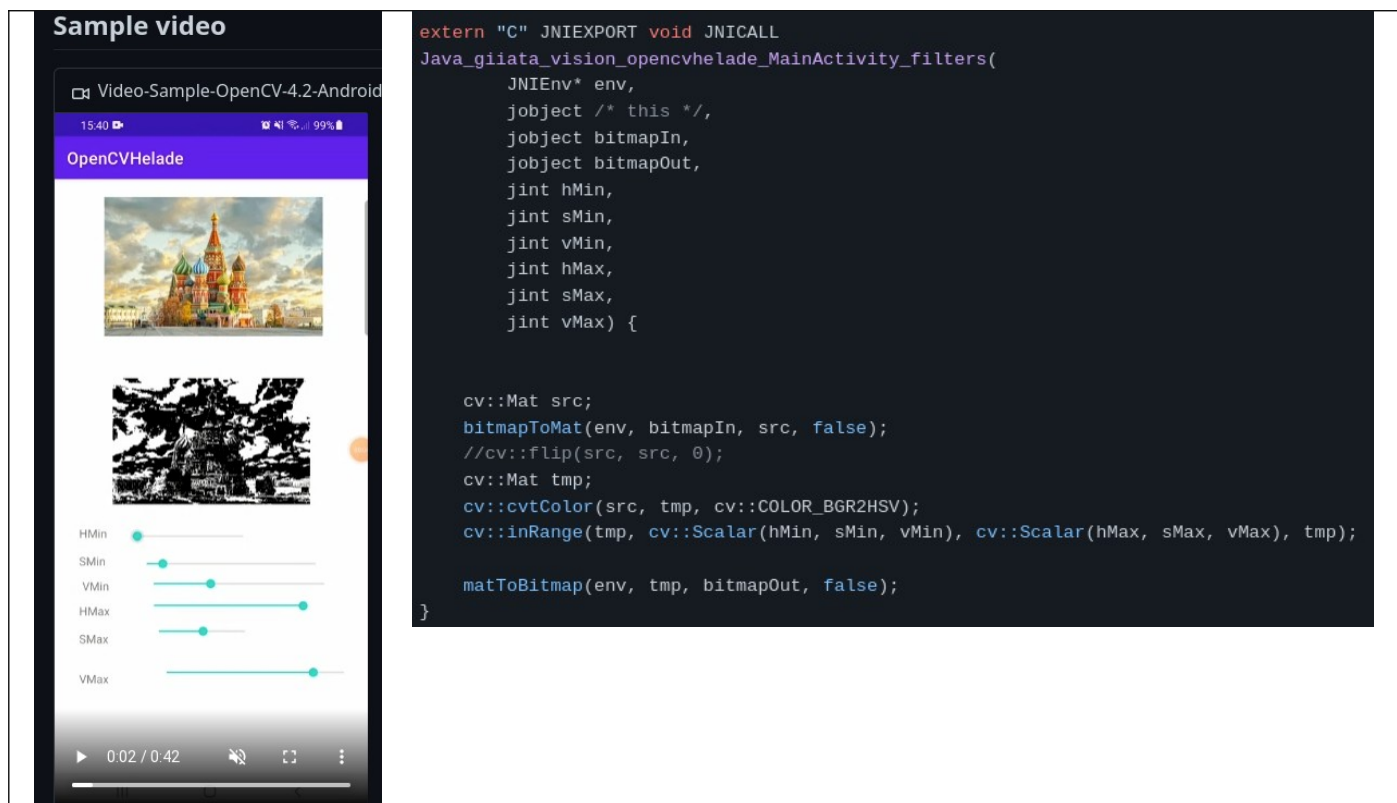 Sample video
Video-Sample-OpenCV-4.2-Android
15:40
99%
OpenCVHelade
HMin
SMin
VMin
HMax
SMax
VMax
0:02 / 0:42
extern "C" JNIEXPORT void JNICALL
Java_giiata_vision_opencvhelade_MainActivity_filters(
        JNIEnv* env,
        jobject /* this */,
        jobject bitmapIn,
        jobject bitmapOut,
        jint hMin,
        jint sMin,
        jint vMin,
        jint hMax,
        jint sMax,
        jint vMax) {
    cv::Mat src;
    bitmapToMat(env, bitmapIn, src, false);
    //cv::flip(src, src, 0);
    cv::Mat tmp;
    cv::cvtColor(src, tmp, cv::COLOR_BGR2HSV);
    cv::inRange(tmp, cv::Scalar(hMin, sMin, vMin), cv::Scalar(hMax, sMax, vMax), tmp);
    matToBitmap(env, tmp, bitmapOut, false);
}